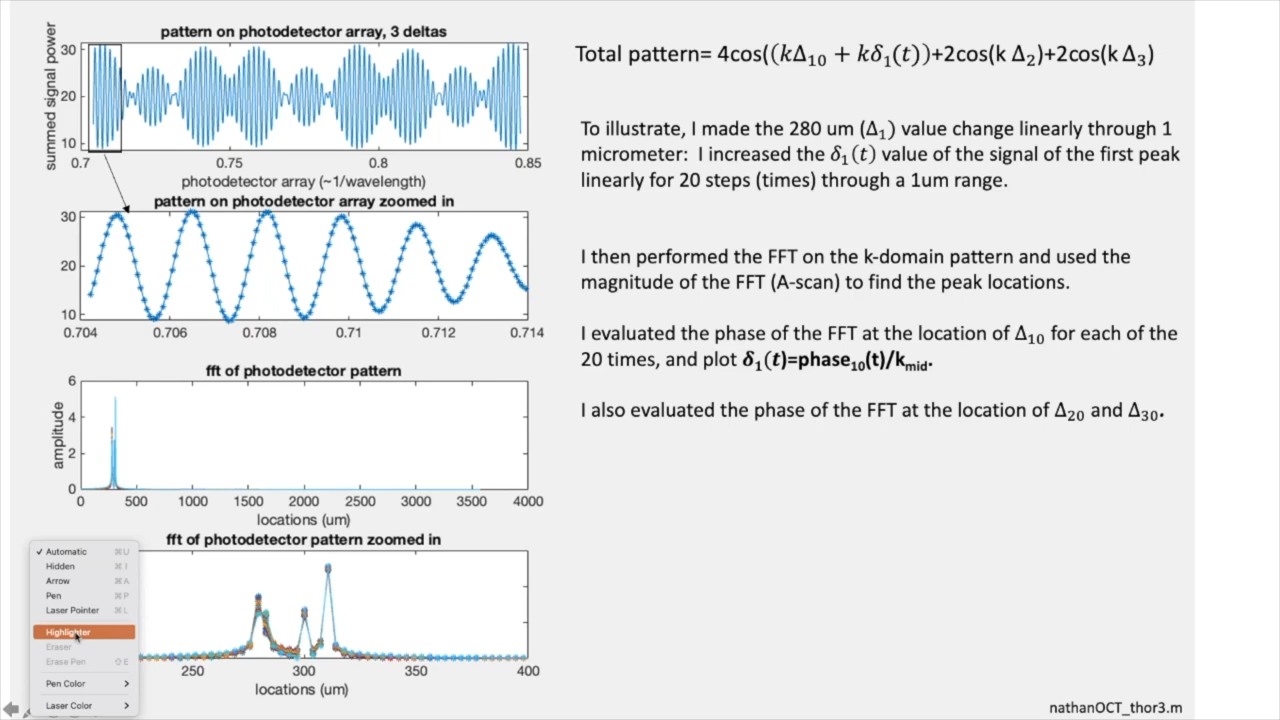 pattern on photodetector array, 3 deltas
summed signal power
30
20
10
0.7
0.75
0.8
0.85
photodetector array (~1/wavelength)
pattern on photodetector array zoomed in
30
20
10
0.704
0.706
0.708
0.71
0.712
0.714
fft of photodetector pattern
amplitude
6
4
2
0
0
500
1000
1500
2000
2500
3000
3500
4000
locations (um)
fft of photodetector pattern zoomed in
250
300
350
400
locations (um)
✓ Automatic ⌘U
Hidden ⌘I
Arrow ⌘A
Pen ⌘P
Laser Pointer ⌘L
Highlighter
Eraser
Erase Pen ⇧E
Pen Color >
Laser Color >
Total pattern= 4cos((kΔ₁₀ + kδ₁(t))+2cos(k Δ₂)+2cos(k Δ₃)
To illustrate, I made the 280 um (Δ₁) value change linearly through 1
micrometer: I increased the δ₁(t) value of the signal of the first peak
linearly for 20 steps (times) through a 1um range.
I then performed the FFT on the k-domain pattern and used the
magnitude of the FFT (A-scan) to find the peak locations.
I evaluated the phase of the FFT at the location of Δ₁₀ for each of the
20 times, and plot δ₁(t)=phase₁₀(t)/k_mid.
I also evaluated the phase of the FFT at the location of Δ₂₀ and Δ₃₀.
nathanOCT_thor3.m